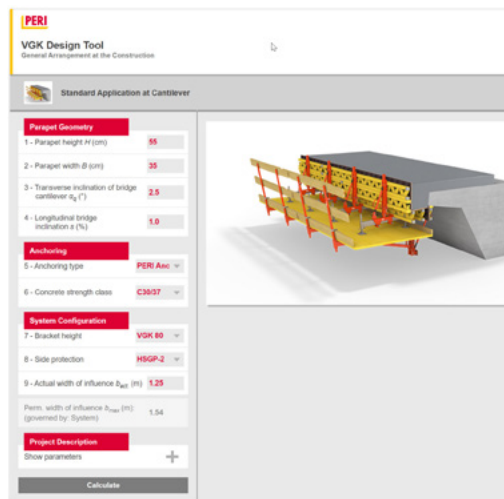 PERI
VGK Design Tool
General Arrangement at the Construction
Standard Application at Cantilever
Parapet Geometry
1 - Parapet height H (cm) 55
2 - Parapet width B (cm) 35
3 - Transverse inclination of bridge
cantilever α (°) 2.5
4 - Longitudinal bridge
inclination s (%) 1.0
Anchoring
5 - Anchoring type PERI Anc
6 - Concrete strength class C30/37
System Configuration
7 - Bracket height VGK 80
8 - Side protection HSGP-2
9 - Actual width of influence b (m) 1.25
Perm. width of influence bmax (m)
(governed by: System) 1.54
Project Description
Show parameters
Calculate